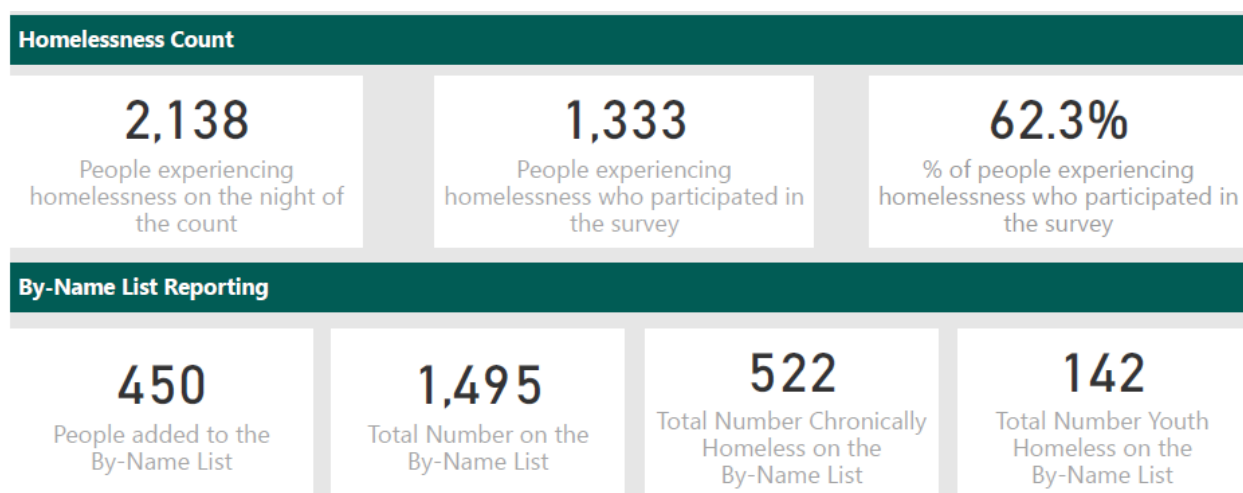 Homelessness Count
2,138
People experiencing
homelessness on the night of
the count
1,333
People experiencing
homelessness who participated in
the survey
62.3%
% of people experiencing
homelessness who participated in
the survey
By-Name List Reporting
450
People added to the
By-Name List
1,495
Total Number on the
By-Name List
522
Total Number Chronically
Homeless on the
By-Name List
142
Total Number Youth
Homeless on the
By-Name List